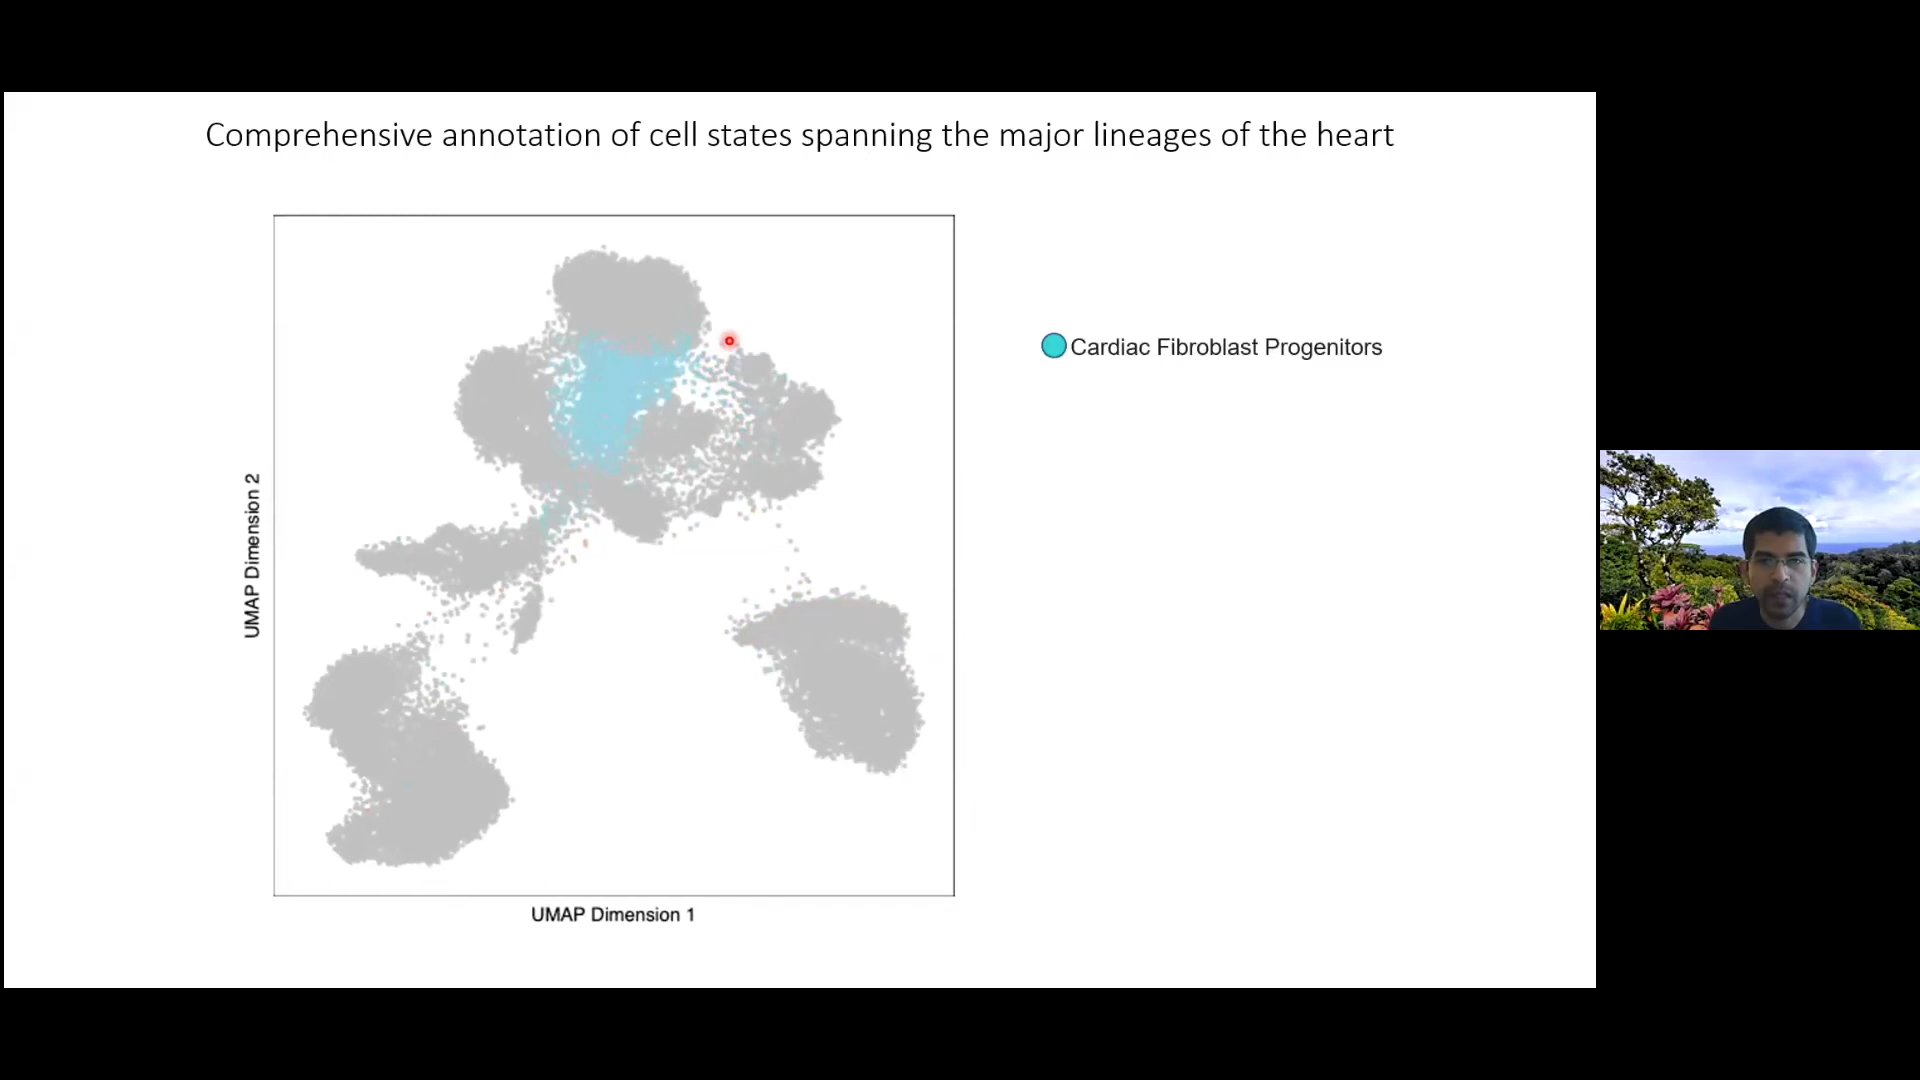 Comprehensive annotation of cell states spanning the major lineages of the heart
Cardiac Fibroblast Progenitors
UMAP Dimension 2
UMAP Dimension 1